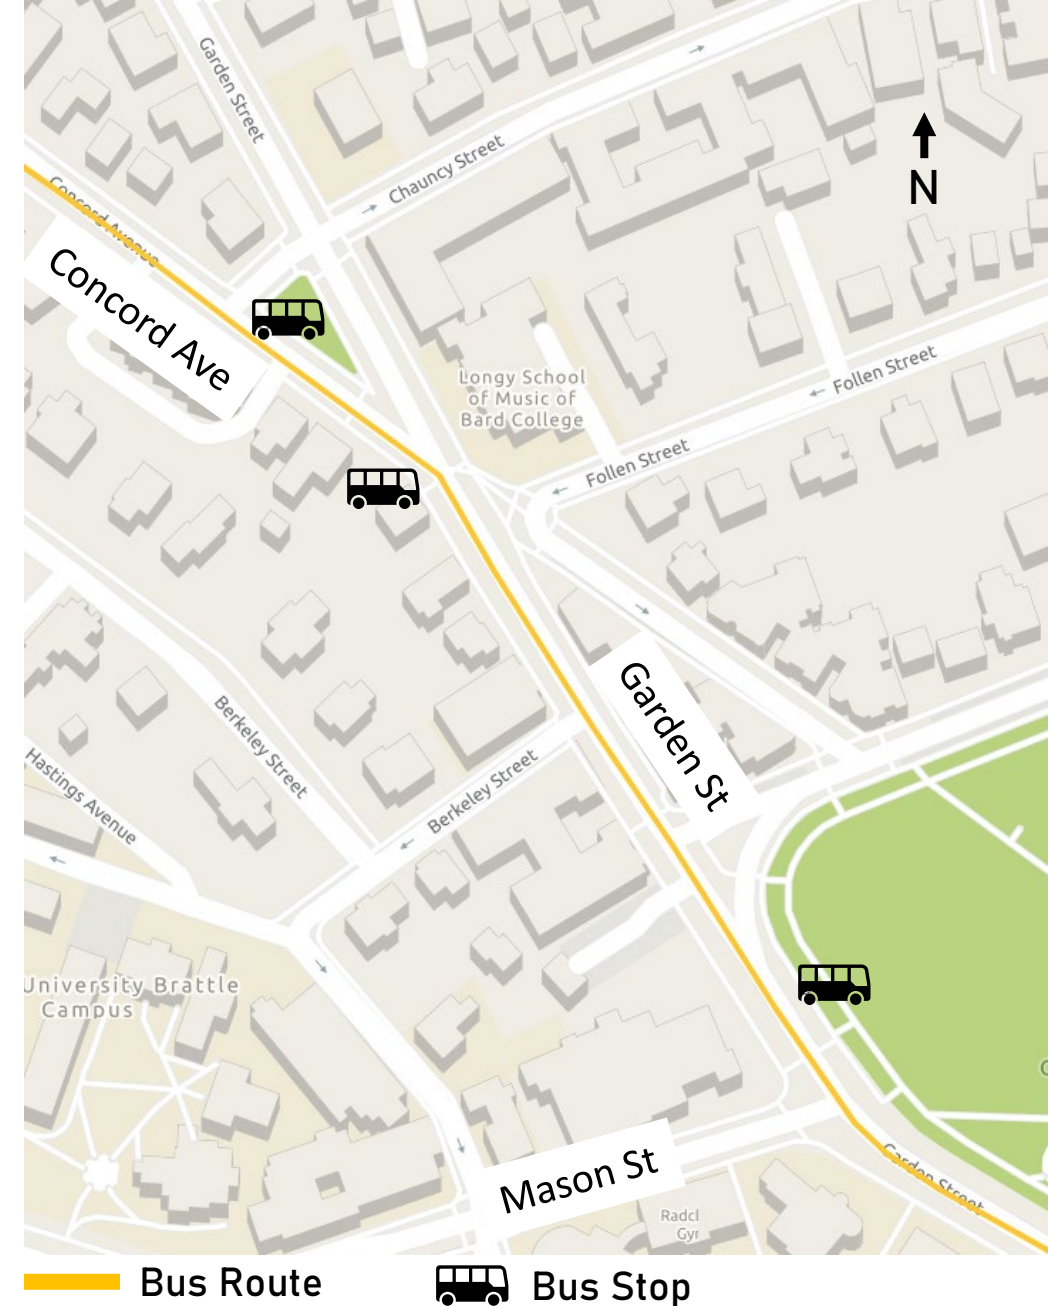 Garden Street
Chauncy Street
N
Concord Avenue
Concord Ave
Longy School
of Music of
Bard College
Follen Street
Follen Street
Garden St
Berkeley Street
Berkeley Street
Hastings Avenue
University Brattle
Campus
Mason St
Garden Street
Radcl
Gyr
Bus Route
Bus Stop